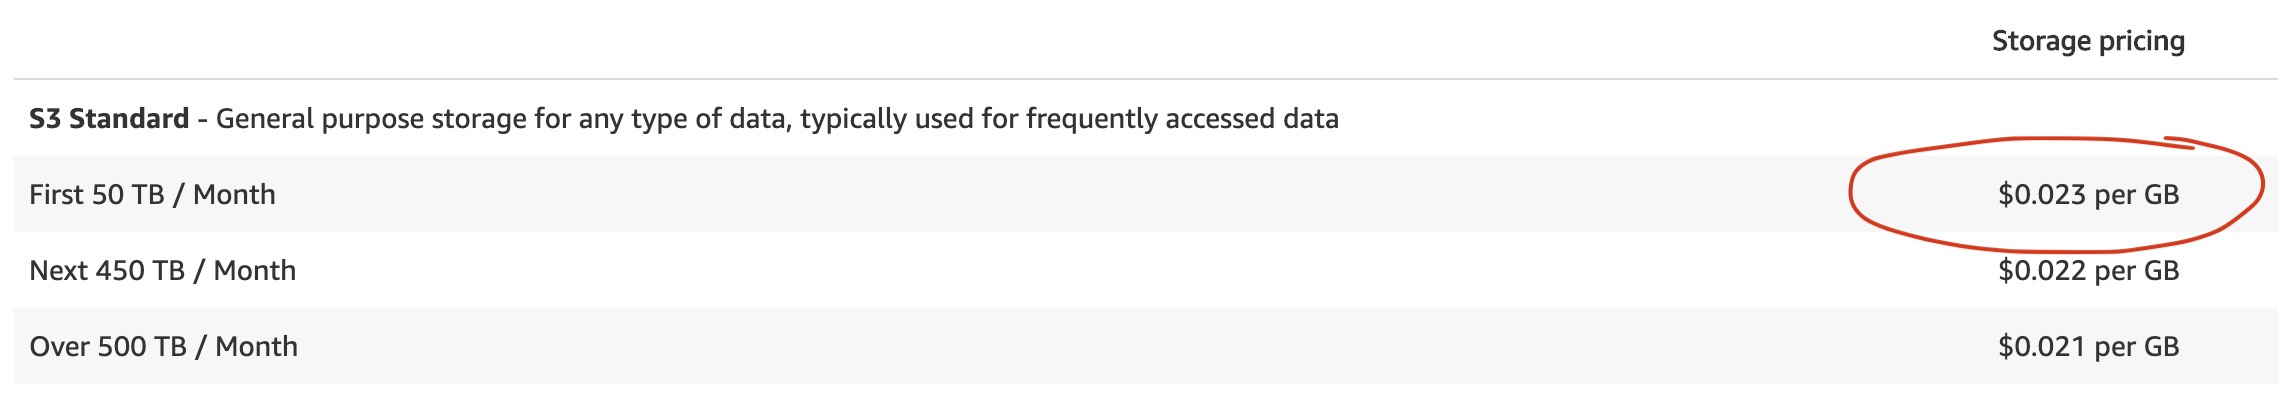 Storage pricing
S3 Standard - General purpose storage for any type of data, typically used for frequently accessed data
First 50 TB / Month $0.023 per GB
Next 450 TB / Month $0.022 per GB
Over 500 TB / Month $0.021 per GB